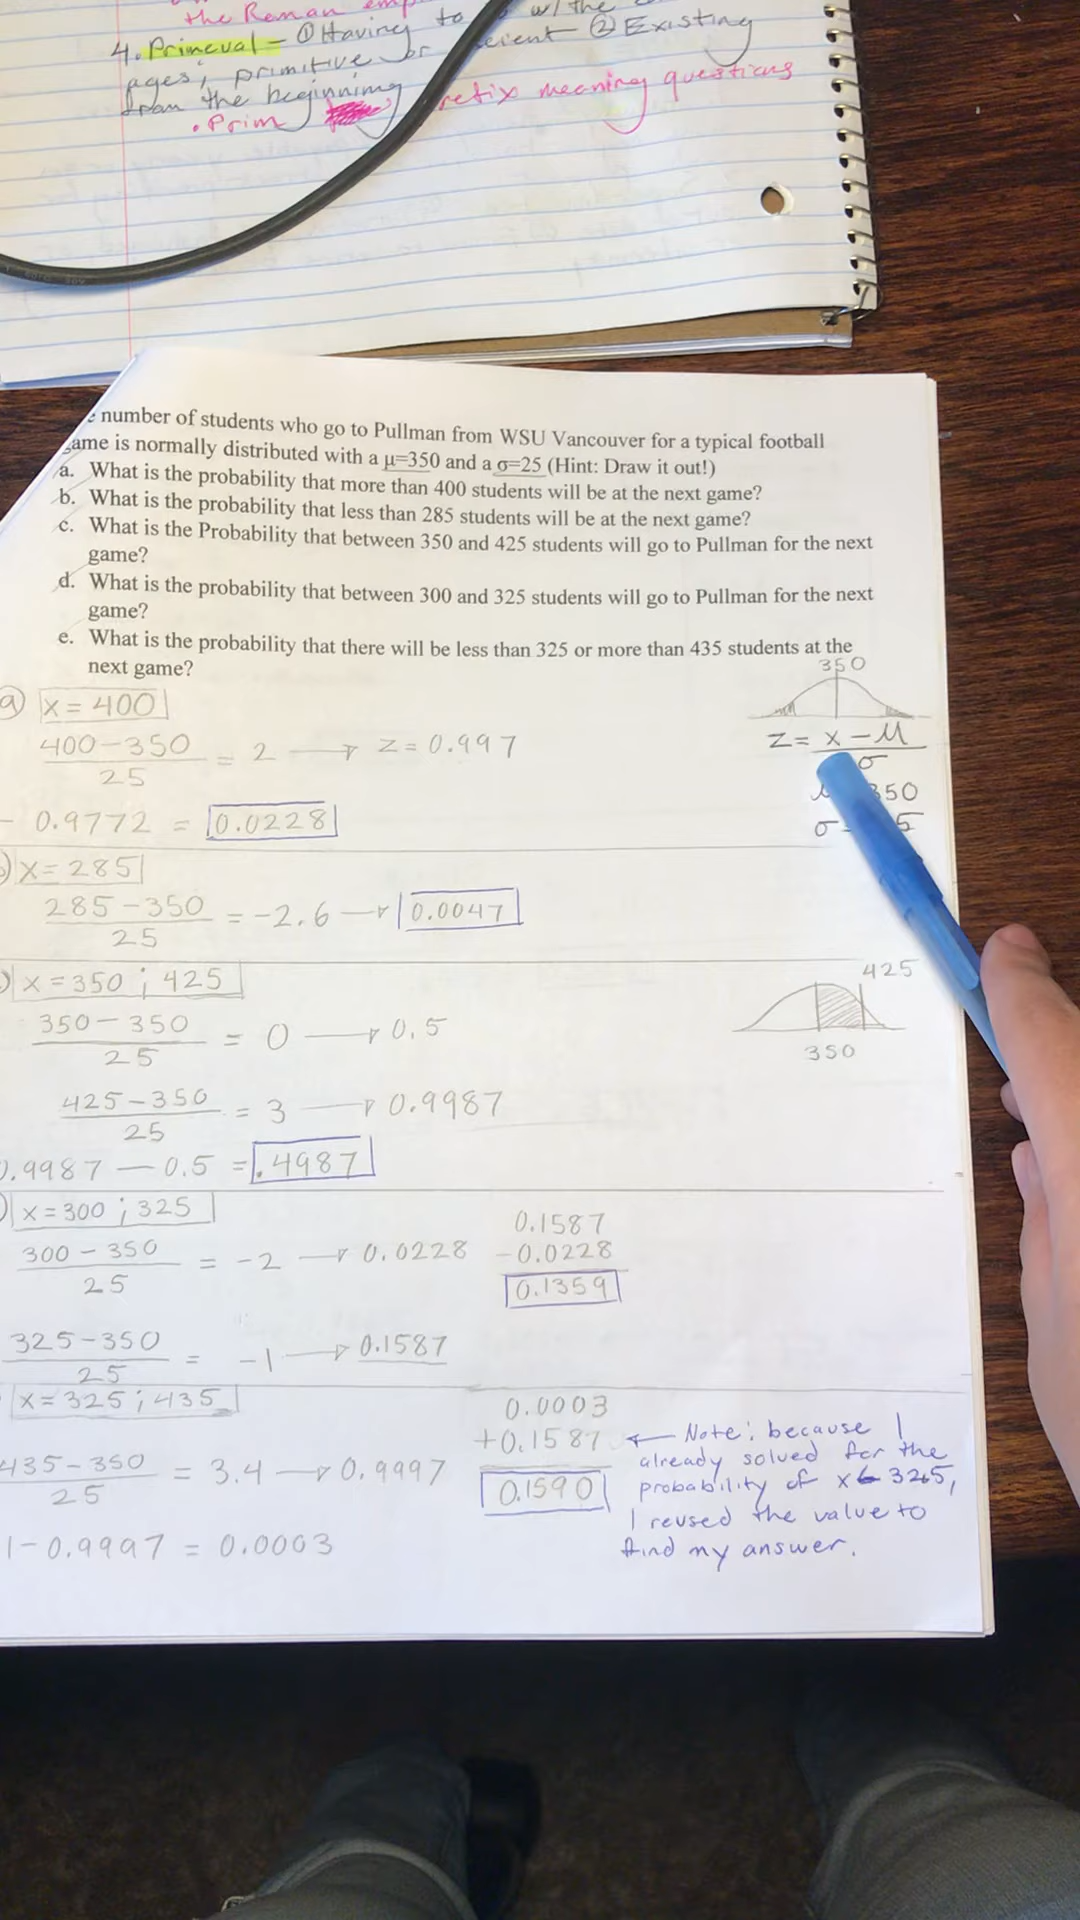 the Roman emp
4. Primeval – ① Having to w/ the
ages; primitive or cient ② Existing
from the beginning
. Prim refix meaning questions
number of students who go to Pullman from WSU Vancouver for a typical football
game is normally distributed with a μ=350 and a σ=25 (Hint: Draw it out!)
a. What is the probability that more than 400 students will be at the next game?
b. What is the probability that less than 285 students will be at the next game?
c. What is the Probability that between 350 and 425 students will go to Pullman for the next
game?
d. What is the probability that between 300 and 325 students will go to Pullman for the next
game?
e. What is the probability that there will be less than 325 or more than 435 students at the
next game?
350
a) x = 400
400 – 350
25
= 2 → z = 0.997
z = x – μ
σ
350
σ 5
– 0.9772 = 0.0228
) x = 285
285 – 350
25
= -2.6 → 0.0047
) x = 350 ; 425
350 – 350
25
= 0 → 0.5
425
350
425 – 350
25
= 3 → 0.9987
0.9987 – 0.5 = .4987
) x = 300 ; 325
300 – 350
25
= -2 → 0.0228
0.1587
-0.0228
0.1359
325 – 350
25
= -1 → 0.1587
x = 325 ; 435
435 – 350
25
= 3.4 → 0.9997
1 – 0.9997 = 0.0003
0.0003
+0.1587
0.1590
← Note: because I
already solved for the
probability of x < 325,
I reused the value to
find my answer.